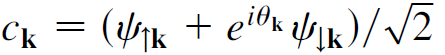 c_𝐤 = (ψ_{↑𝐤} + e^{iθ_𝐤} ψ_{↓𝐤})/√2